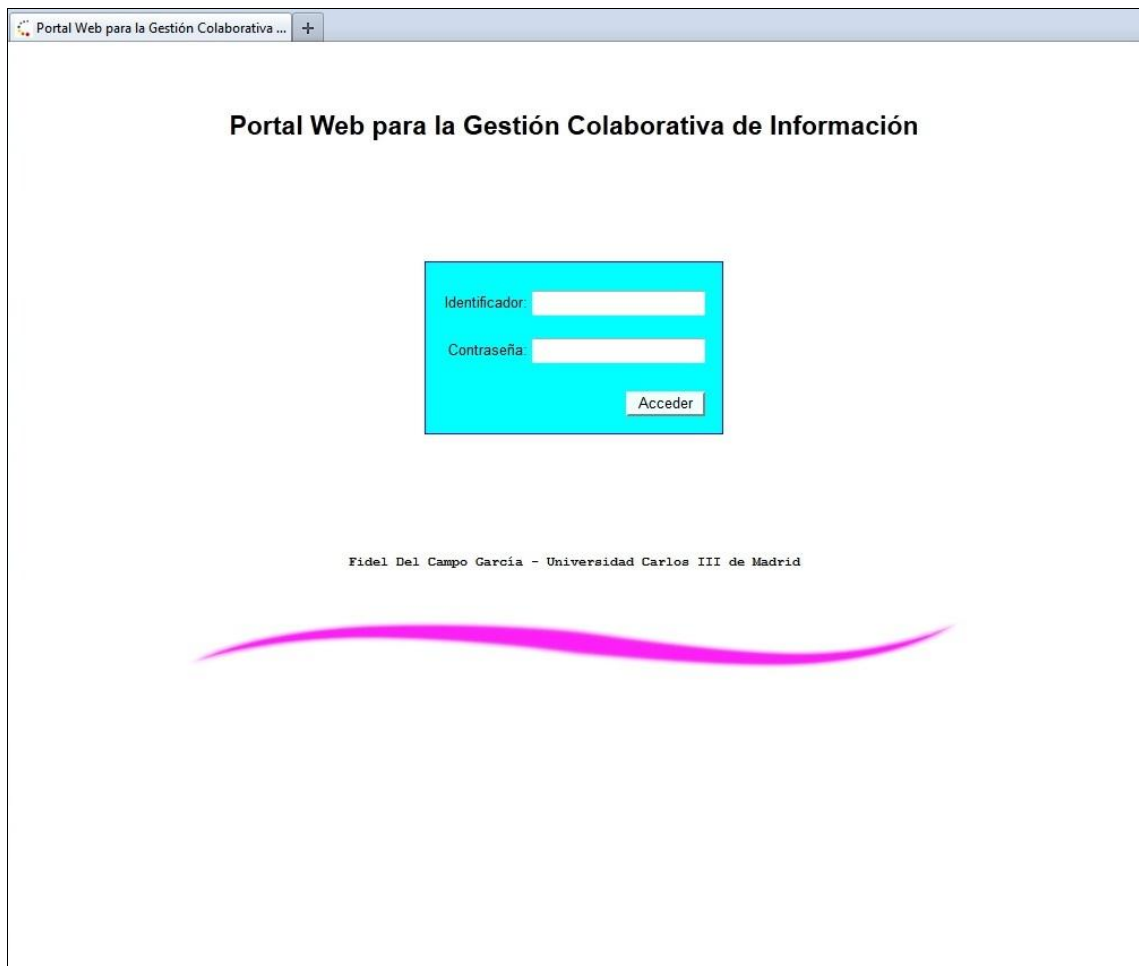 Portal Web para la Gestión Colaborativa ...
Portal Web para la Gestión Colaborativa de Información
Identificador:
Contraseña:
Acceder
Fidel Del Campo García - Universidad Carlos III de Madrid